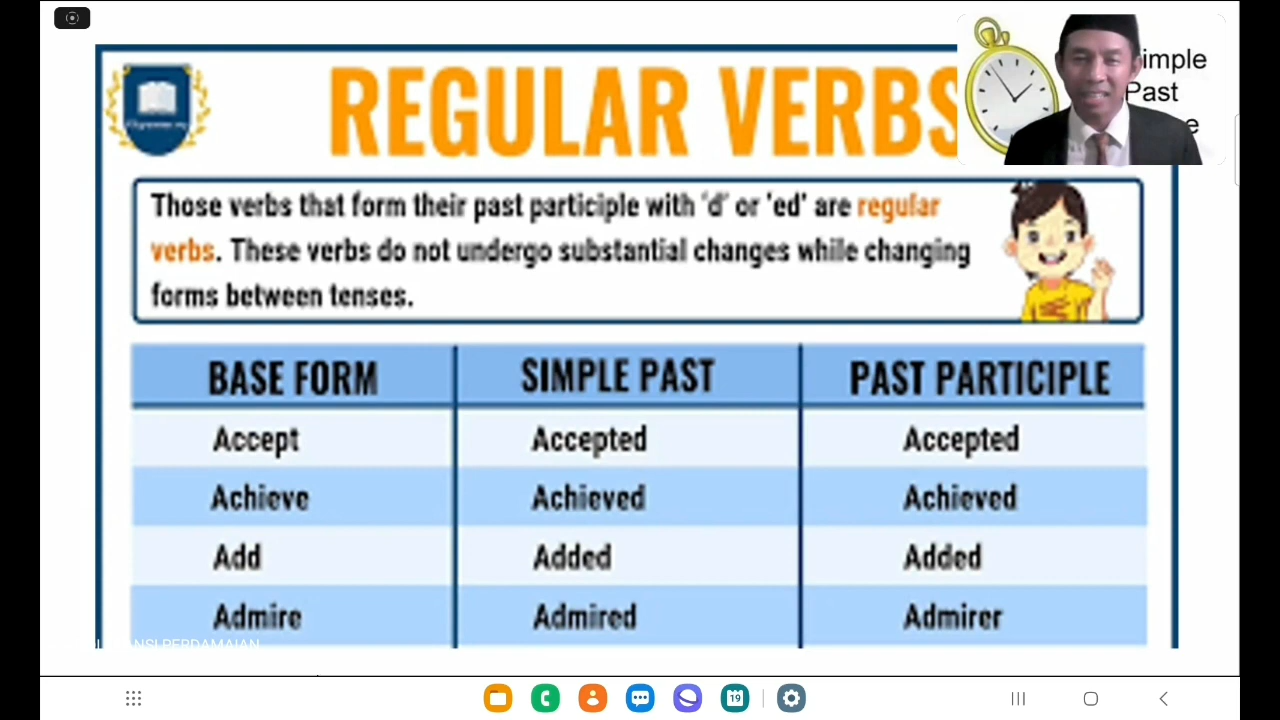 REGULAR VERBS
imple
Past
e
Those verbs that form their past participle with 'd' or 'ed' are regular
verbs. These verbs do not undergo substantial changes while changing
forms between tenses.
BASE FORM SIMPLE PAST PAST PARTICIPLE
Accept Accepted Accepted
Achieve Achieved Achieved
Add Added Added
Admire Admired Admirer
PERDAMAIAN
19